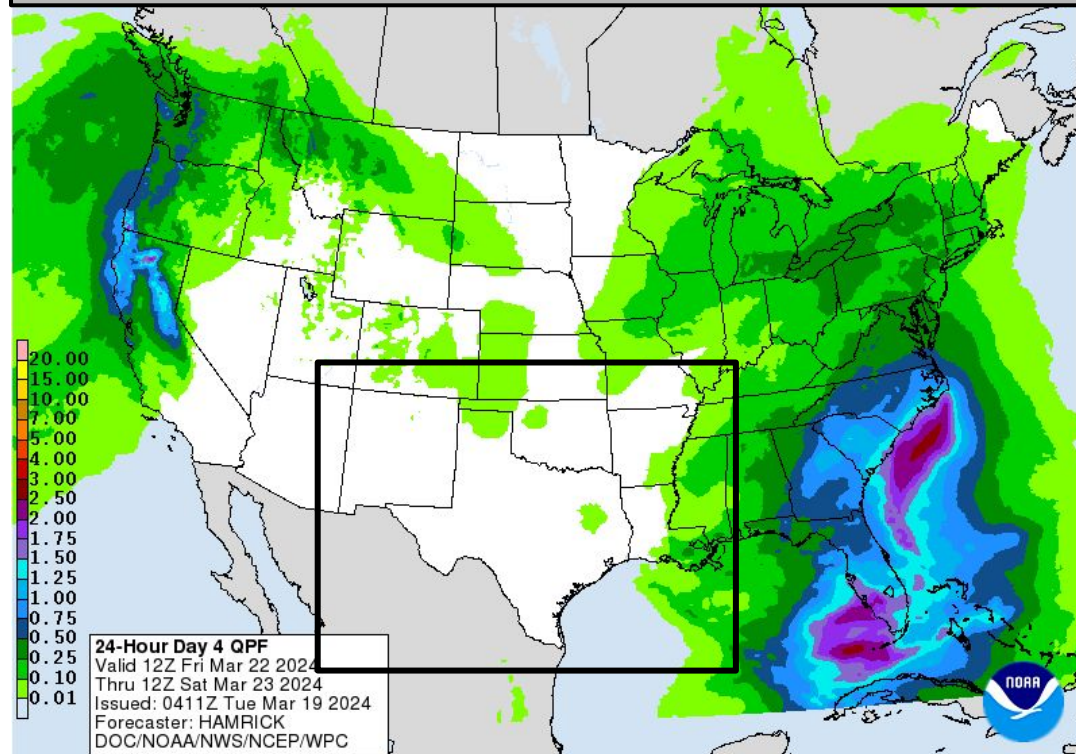 20.00
15.00
10.00
7.00
5.00
4.00
3.00
2.50
2.00
1.75
1.50
1.25
1.00
0.75
0.50
0.25
0.10
0.01
24-Hour Day 4 QPF
Valid 12Z Fri Mar 22 2024
Thru 12Z Sat Mar 23 2024
Issued: 0411Z Tue Mar 19 2024
Forecaster: HAMRICK
DOC/NOAA/NWS/NCEP/WPC
NOAA